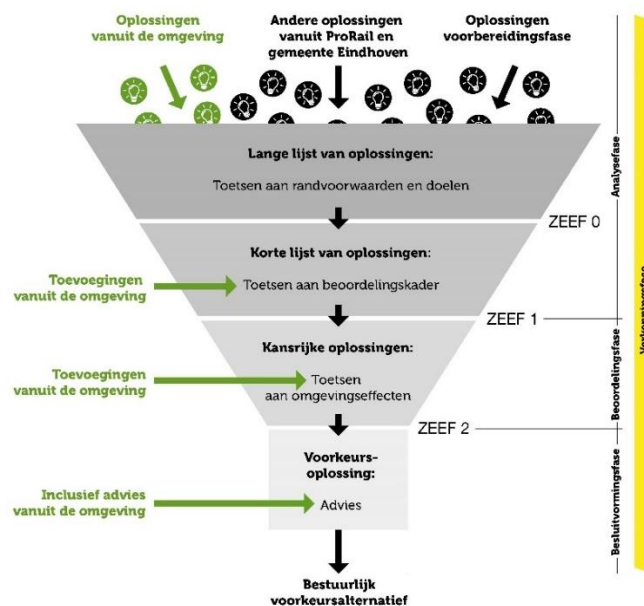 Oplossingen
vanuit de omgeving
Andere oplossingen
vanuit ProRail en
gemeente Eindhoven
Oplossingen
voorbereidingsfase
Lange lijst van oplossingen:
Toetsen aan randvoorwaarden en doelen
ZEEF 0
Korte lijst van oplossingen:
Toevoegingen
vanuit de omgeving
Toetsen aan beoordelingskader
ZEEF 1
Kansrijke oplossingen:
Toevoegingen
vanuit de omgeving
Toetsen
aan omgevingseffecten
ZEEF 2
Voorkeurs-
oplossing:
Inclusief advies
vanuit de omgeving
Advies
Bestuurlijk
voorkeursalternatief
Analysefase
Beoordelingsfase
Besluitvormingsfase